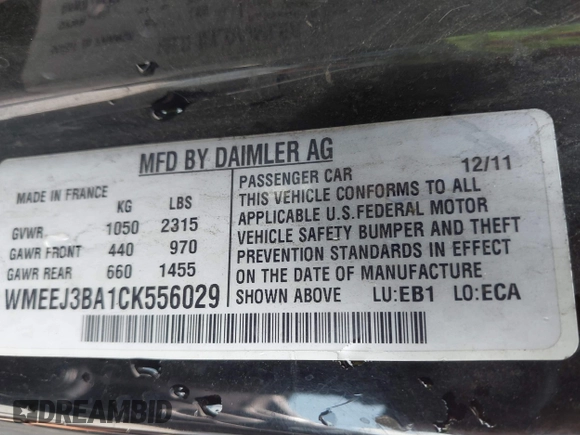 MFD BY DAIMLER AG
MADE IN FRANCE
KG LBS
GVWR 1050 2315
GAWR FRONT 440 970
GAWR REAR 660 1455
WMEEJ3BA1CK556029
PASSENGER CAR 12/11
THIS VEHICLE CONFORMS TO ALL
APPLICABLE U.S.FEDERAL MOTOR
VEHICLE SAFETY BUMPER AND THEFT
PREVENTION STANDARDS IN EFFECT
ON THE DATE OF MANUFACTURE
SHOWN ABOVE LU:EB1 LO:ECA
DREAMBID